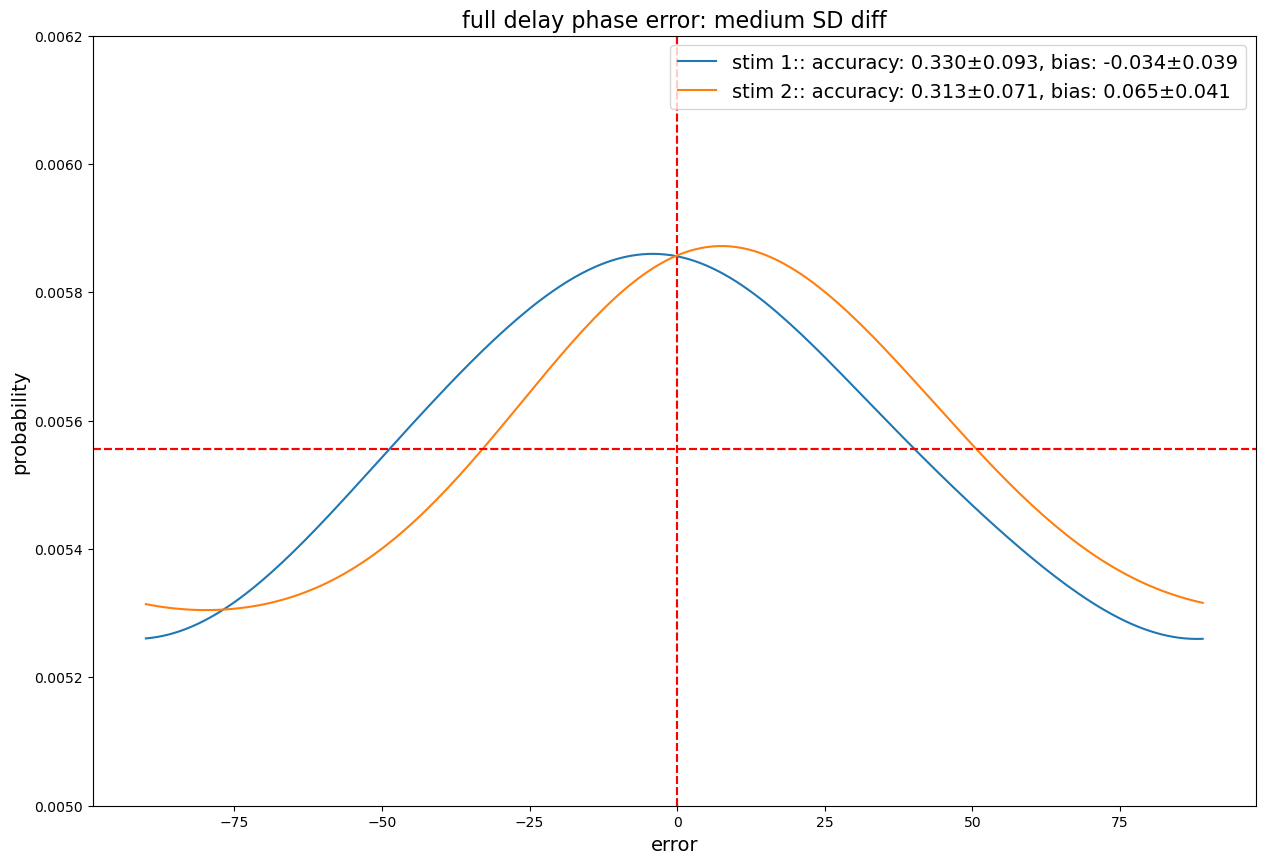 full delay phase error: medium SD diff
stim 1:: accuracy: 0.330±0.093, bias: -0.034±0.039
stim 2:: accuracy: 0.313±0.071, bias: 0.065±0.041
0.0062
0.0060
0.0058
0.0056
0.0054
0.0052
0.0050
probability
−75
−50
−25
0
25
50
75
error